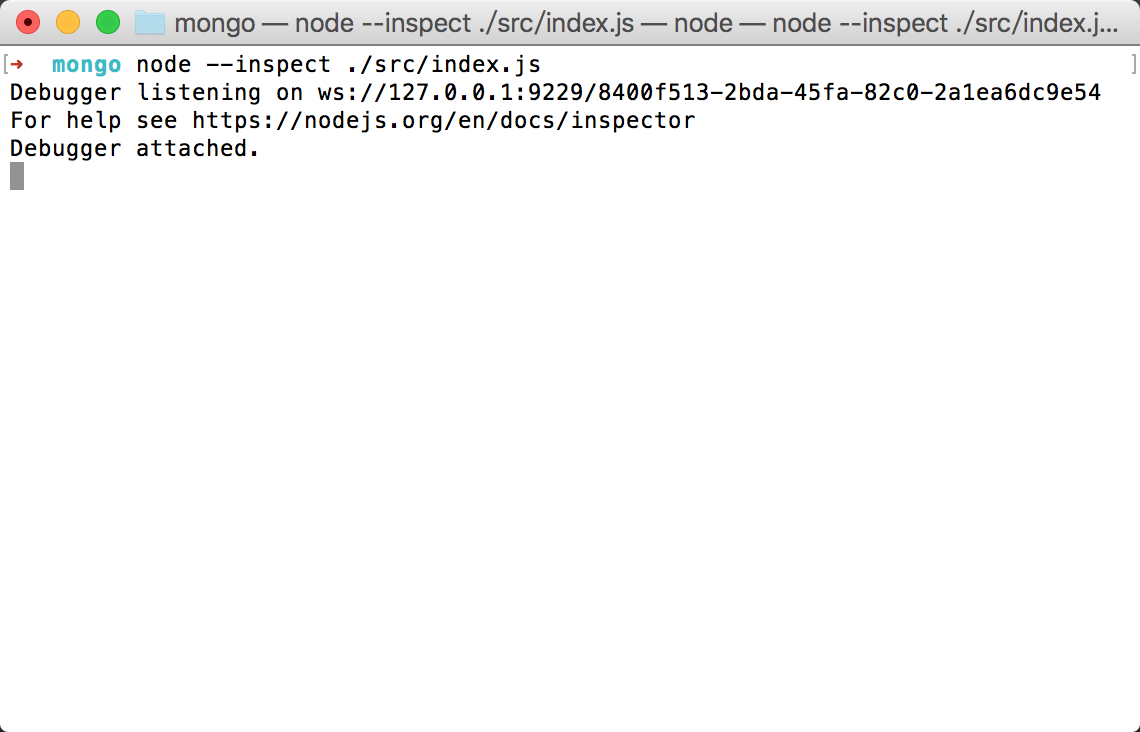 mongo — node --inspect ./src/index.js — node — node --inspect ./src/index.j...
[➜ mongo node --inspect ./src/index.js ]
Debugger listening on ws://127.0.0.1:9229/8400f513-2bda-45fa-82c0-2a1ea6dc9e54
For help see https://nodejs.org/en/docs/inspector
Debugger attached.